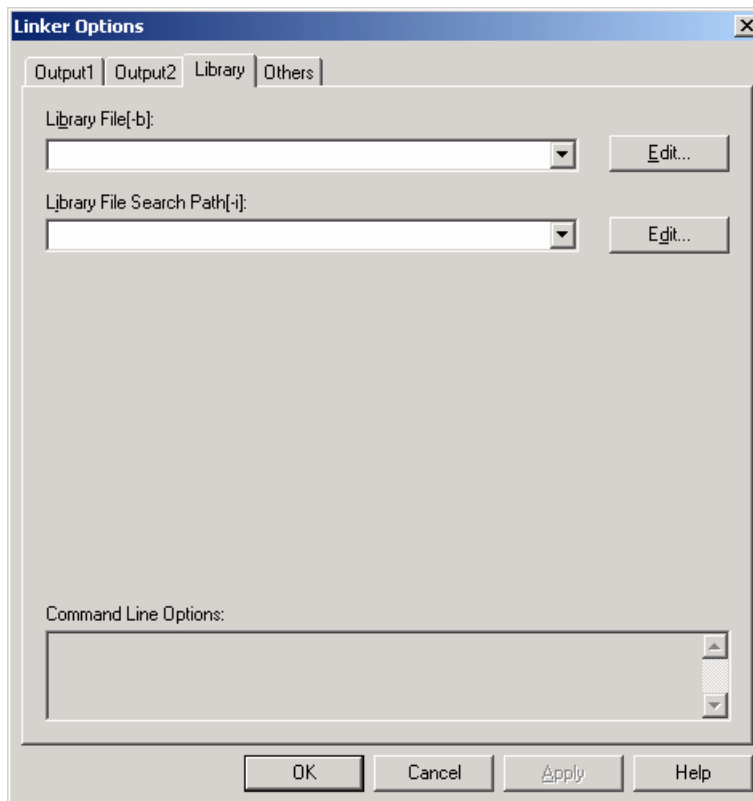 Linker Options
Output1 Output2 Library Others
Library File[-b]:
Edit...
Library File Search Path[-i]:
Edit...
Command Line Options:
OK Cancel Apply Help